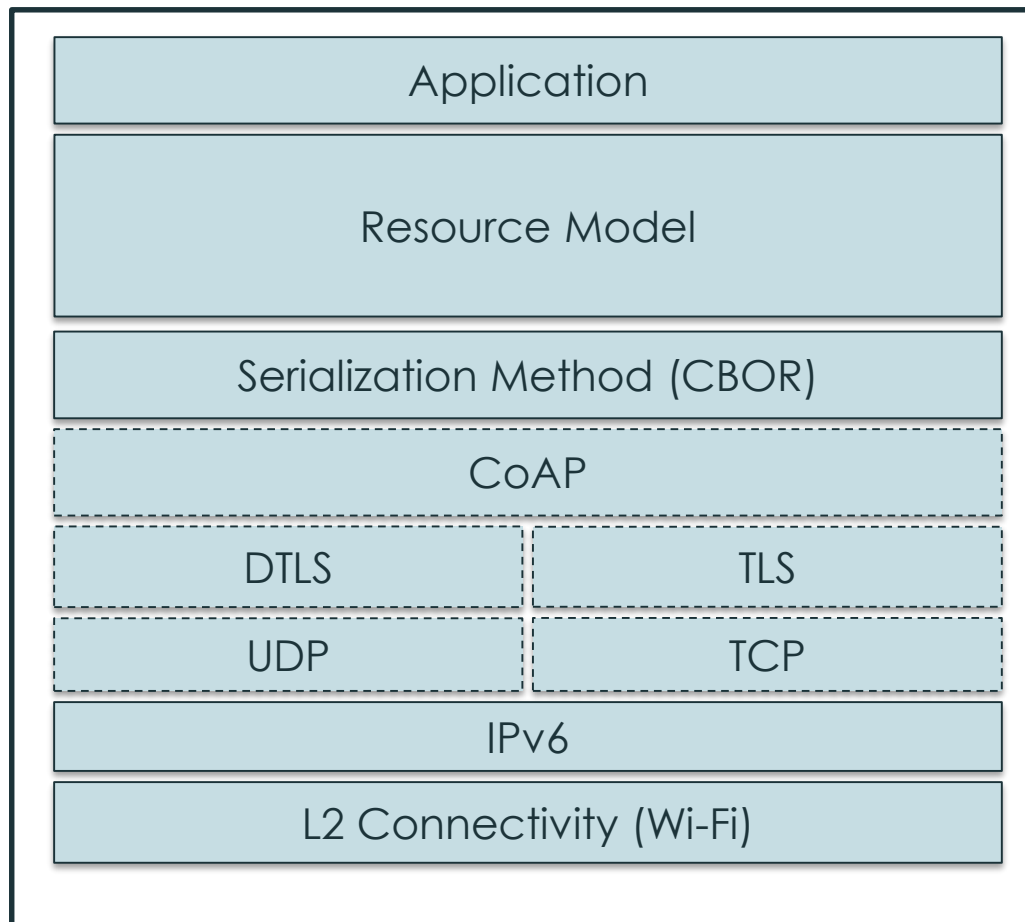 Application
Resource Model
Serialization Method (CBOR)
CoAP
DTLS
TLS
UDP
TCP
IPv6
L2 Connectivity (Wi-Fi)